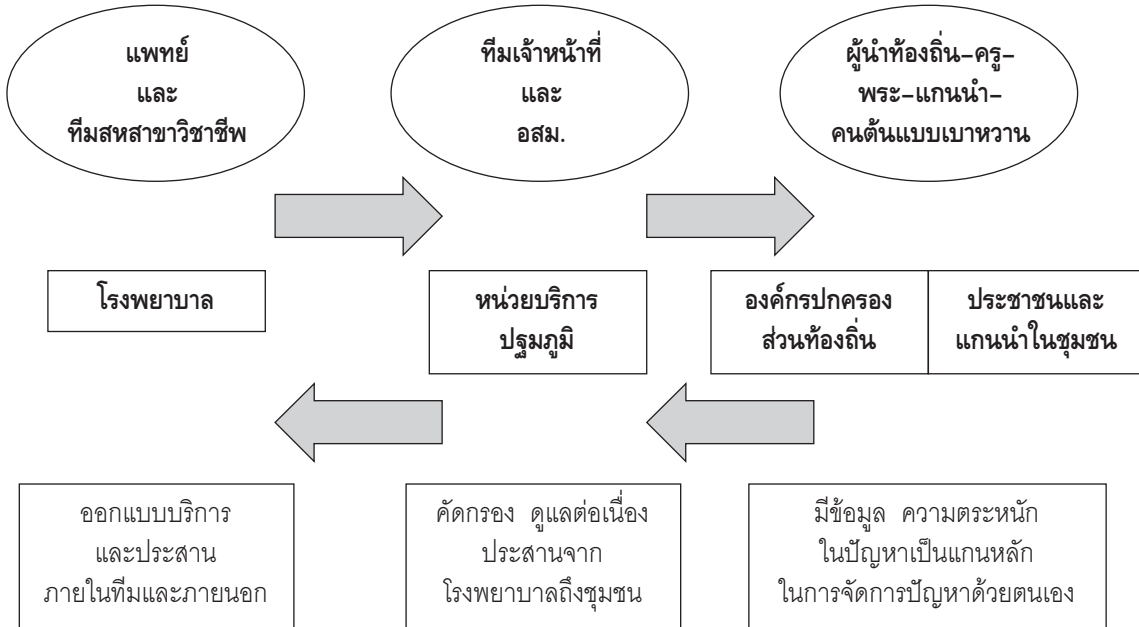 แพทย์
และ
ทีมสหสาขาวิชาชีพ
ทีมเจ้าหน้าที่
และ
อสม.
ผู้นำท้องถิ่น-ครู-
พระ-แกนนำ-
คนต้นแบบเบาหวาน
โรงพยาบาล
หน่วยบริการ
ปฐมภูมิ
องค์กรปกครอง
ส่วนท้องถิ่น
ประชาชนและ
แกนนำในชุมชน
ออกแบบบริการ
และประสาน
ภายในทีมและภายนอก
คัดกรอง ดูแลต่อเนื่อง
ประสานจาก
โรงพยาบาลถึงชุมชน
มีข้อมูล ความตระหนัก
ในปัญหาเป็นแกนหลัก
ในการจัดการปัญหาด้วยตนเอง